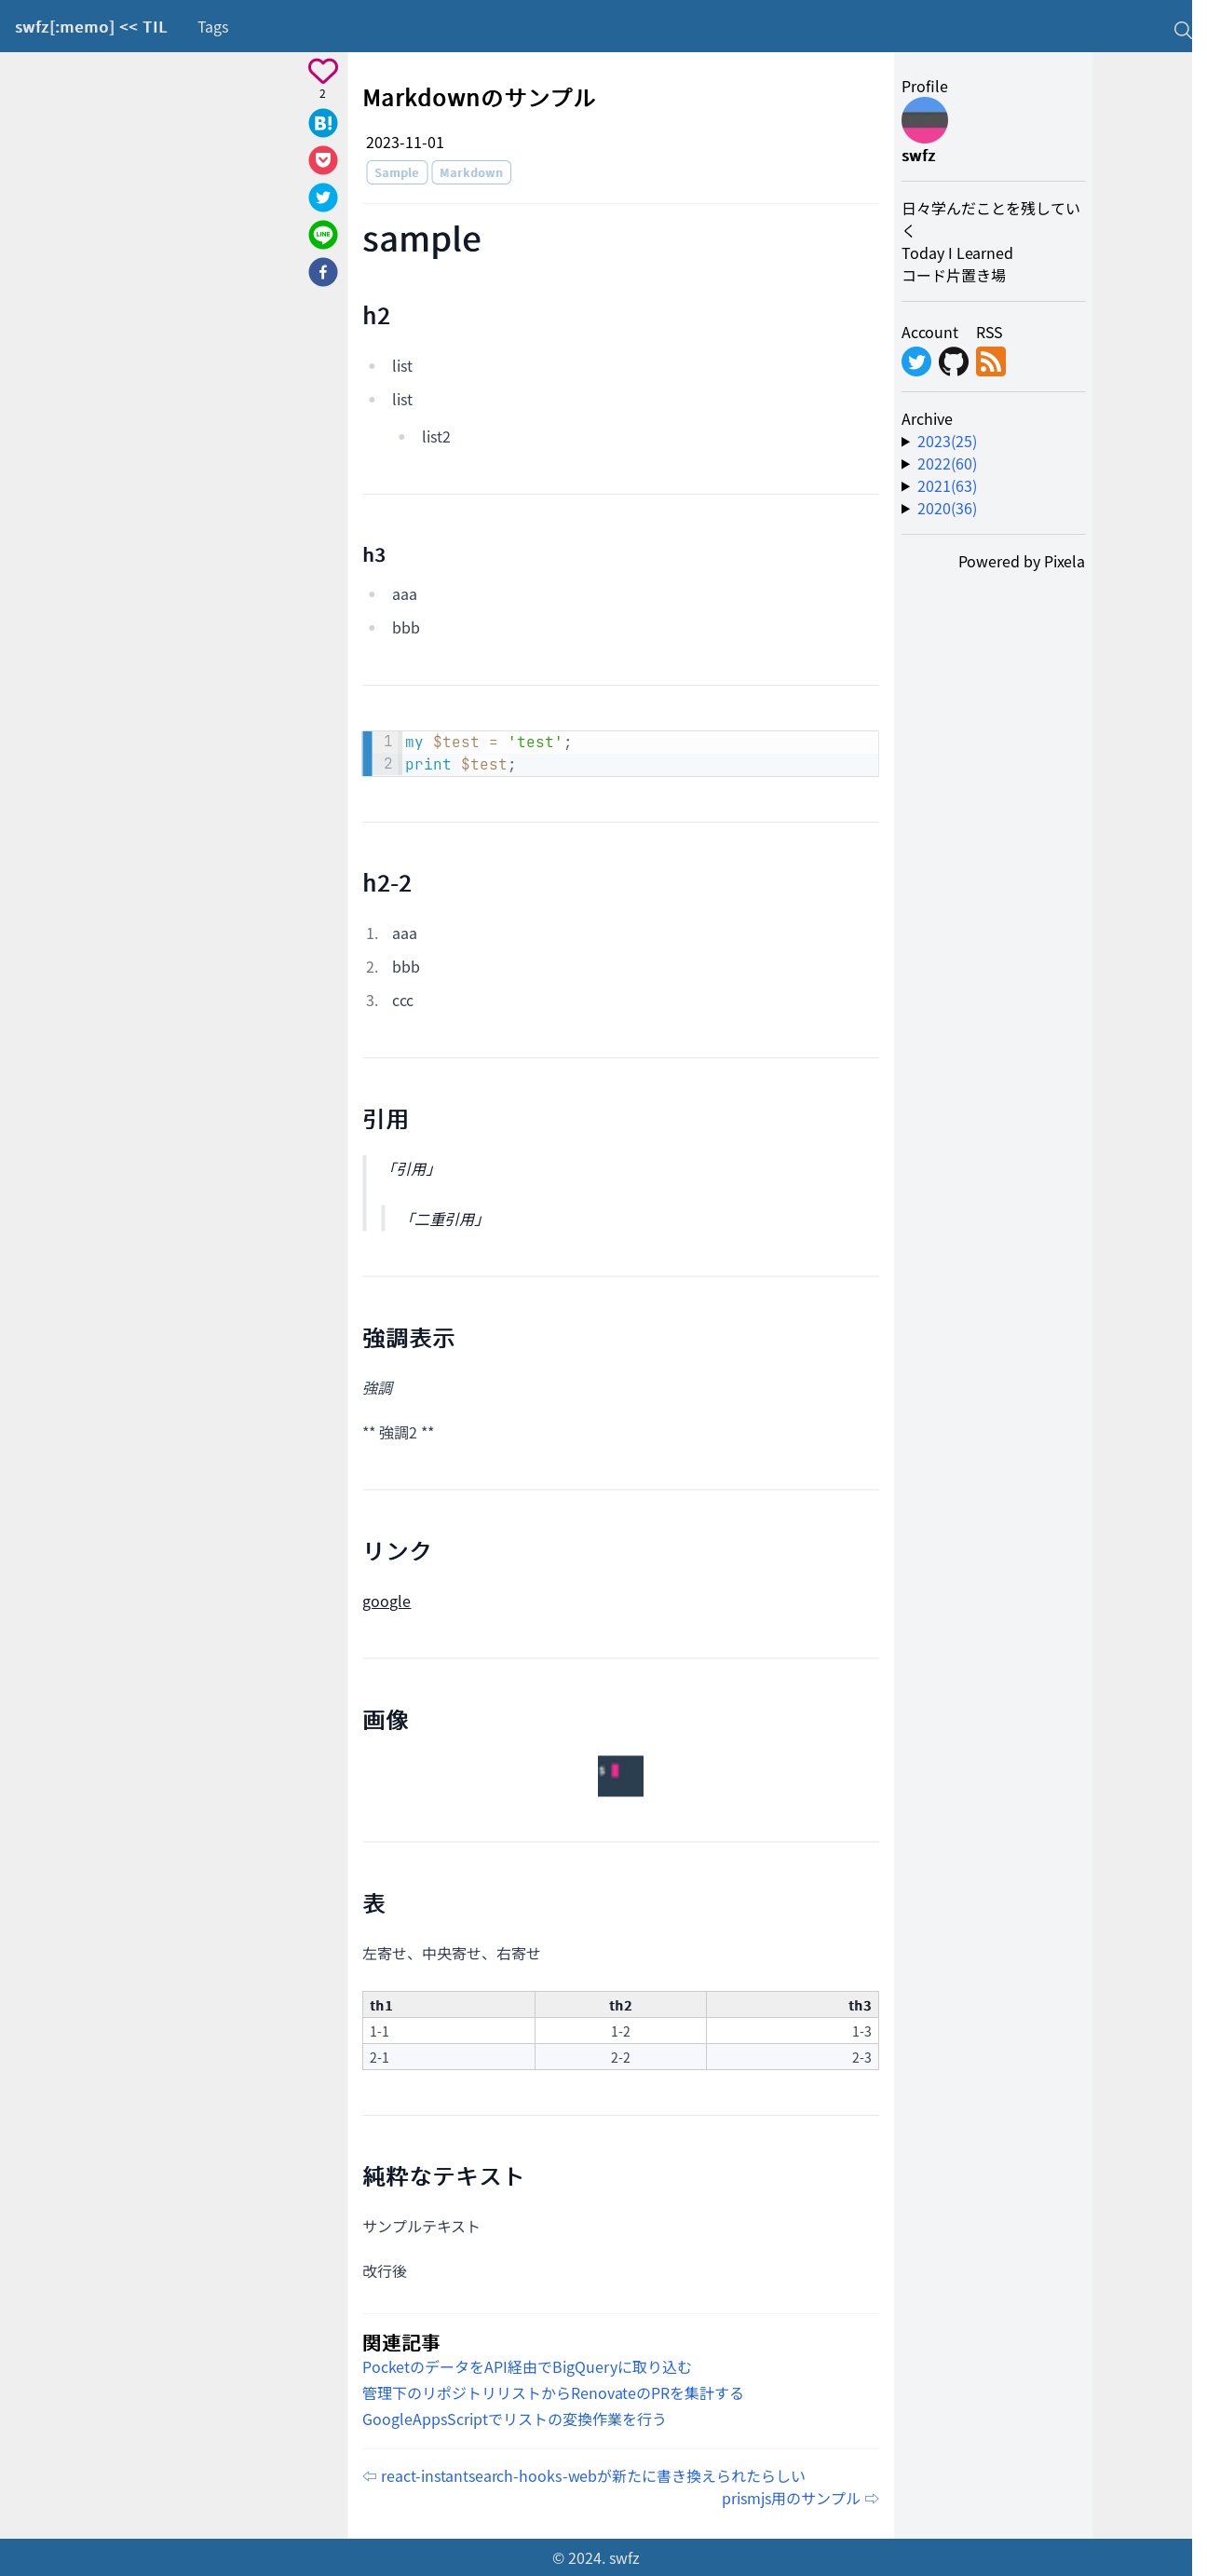 swfz[:memo] << TIL Tags
2
B!
LINE
Markdownのサンプル
2023-11-01
Sample Markdown
sample
h2
list
list
list2
h3
aaa
bbb
1 my $test = 'test';
2 print $test;
h2-2
1. aaa
2. bbb
3. ccc
引用
「引用」
「二重引用」
強調表示
強調
** 強調2 **
リンク
google
画像
$
表
左寄せ、中央寄せ、右寄せ
th1 th2 th3
1-1 1-2 1-3
2-1 2-2 2-3
純粋なテキスト
サンプルテキスト
改行後
関連記事
PocketのデータをAPI経由でBigQueryに取り込む
管理下のリポジトリリストからRenovateのPRを集計する
GoogleAppsScriptでリストの変換作業を行う
⇦ react-instantsearch-hooks-webが新たに書き換えられたらしい
prismjs用のサンプル ⇨
Profile
swfz
日々学んだことを残してい
く
Today I Learned
コード片置き場
Account RSS
Archive
2023(25)
2022(60)
2021(63)
2020(36)
Powered by Pixela
© 2024. swfz